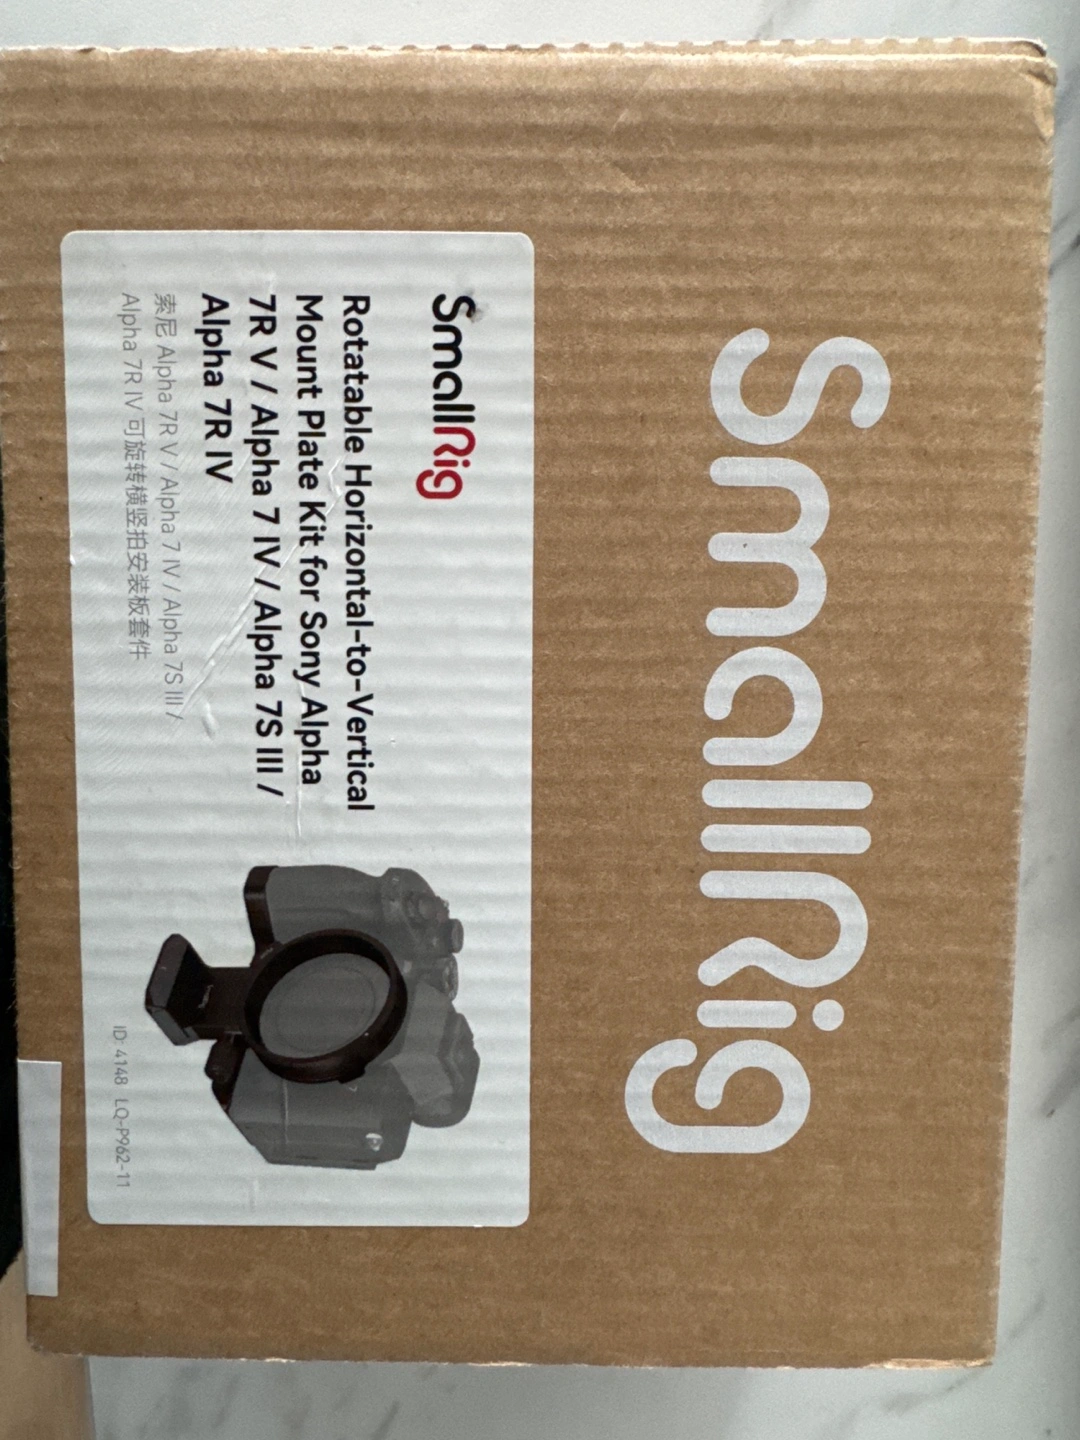 SmallRig
SmallRig
Rotatable Horizontal-to-Vertical
Mount Plate Kit for Sony Alpha
7R V / Alpha 7 IV / Alpha 7S III /
Alpha 7R IV
索尼 Alpha 7R V / Alpha 7 IV / Alpha 7S III /
Alpha 7R IV 可旋转横竖拍安装板套件
ID: 4148 LQ-P962-11